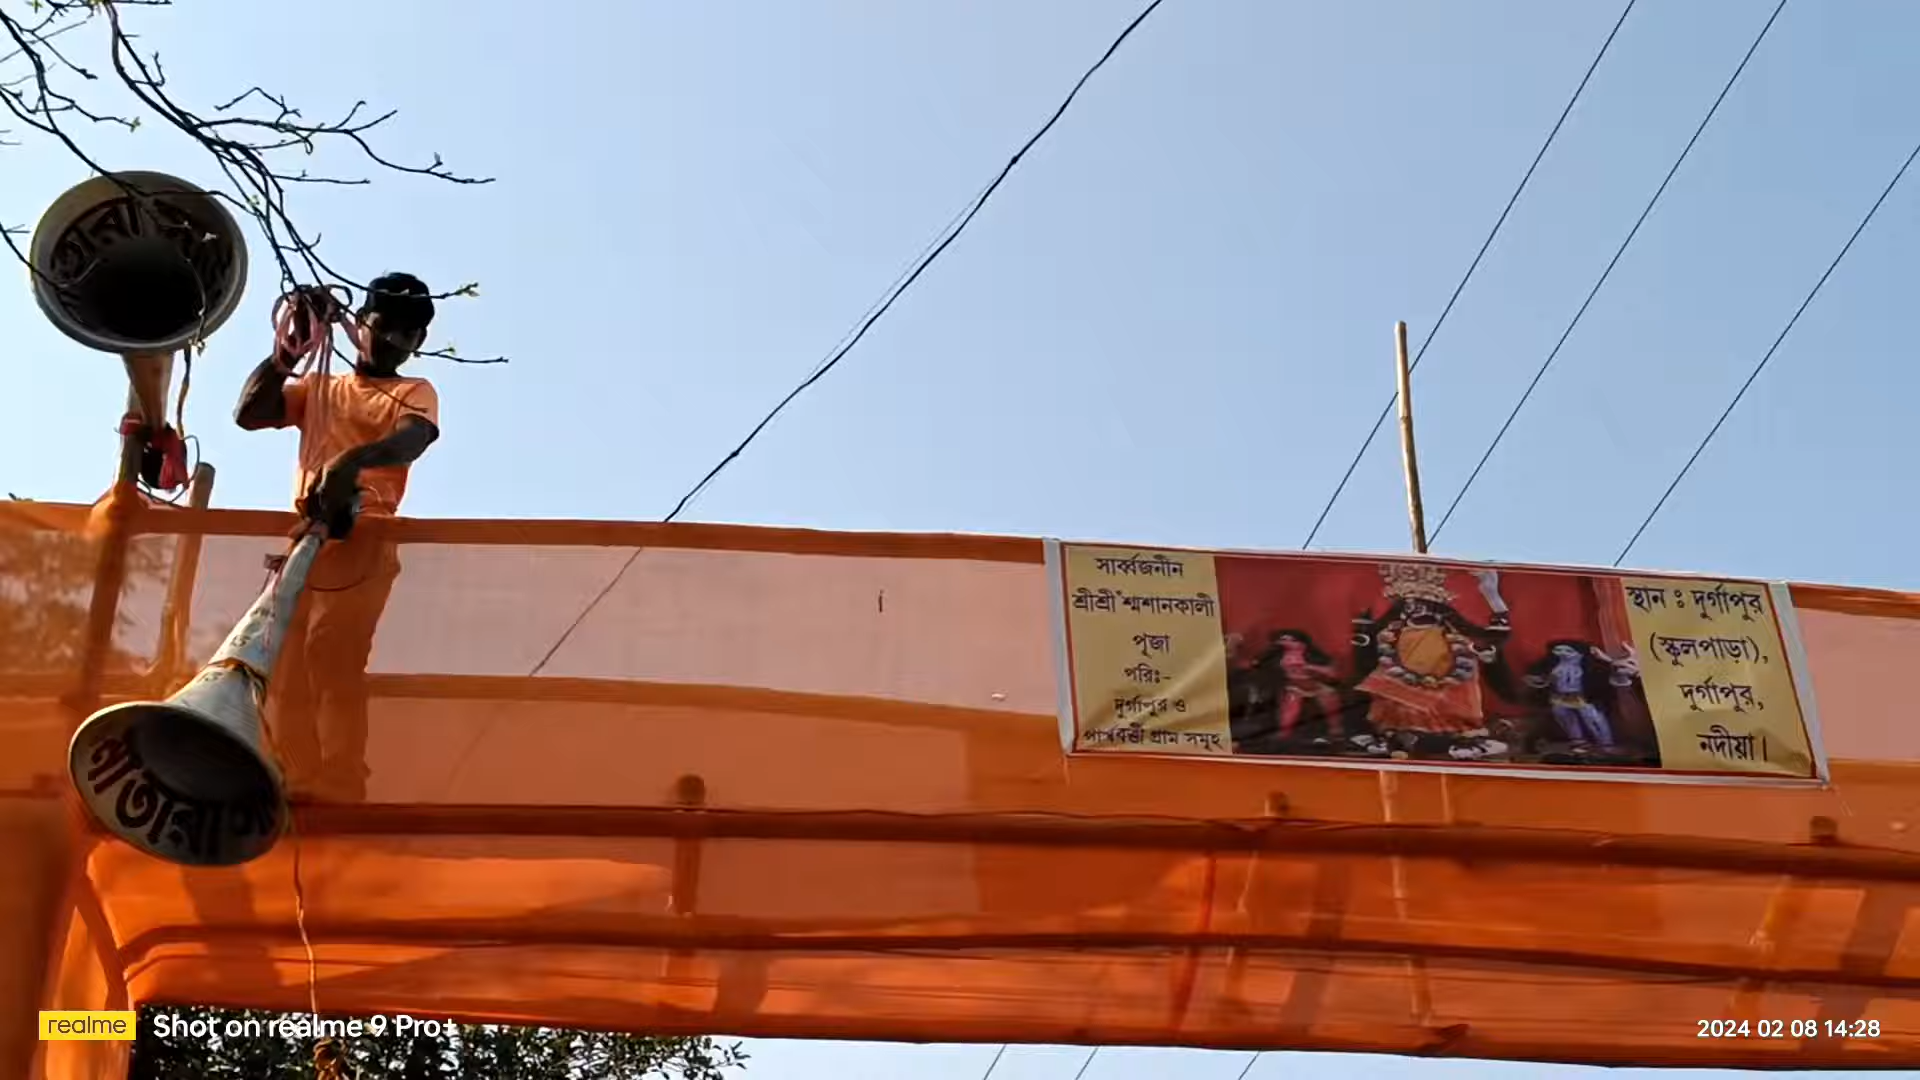 সার্ব্বজনীন
শ্রীশ্রী শ্মশানকালী
পূজা
পরিঃ-
দুর্গাপুর ও
পার্শ্ববর্ত্তী গ্রাম সমূহ
স্থান : দুর্গাপুর
(স্কুলপাড়া),
দুর্গাপুর,
নদীয়া।
realme Shot on realme 9 Pro+
2024 02 08 14:28